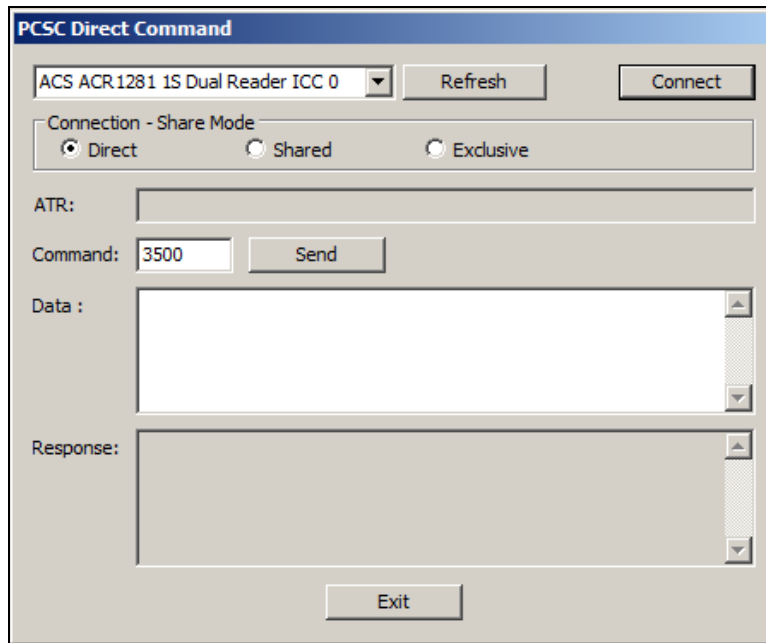 PCSC Direct Command
ACS ACR1281 1S Dual Reader ICC 0 Refresh Connect
Connection - Share Mode
Direct Shared Exclusive
ATR:
Command: 3500 Send
Data :
Response:
Exit